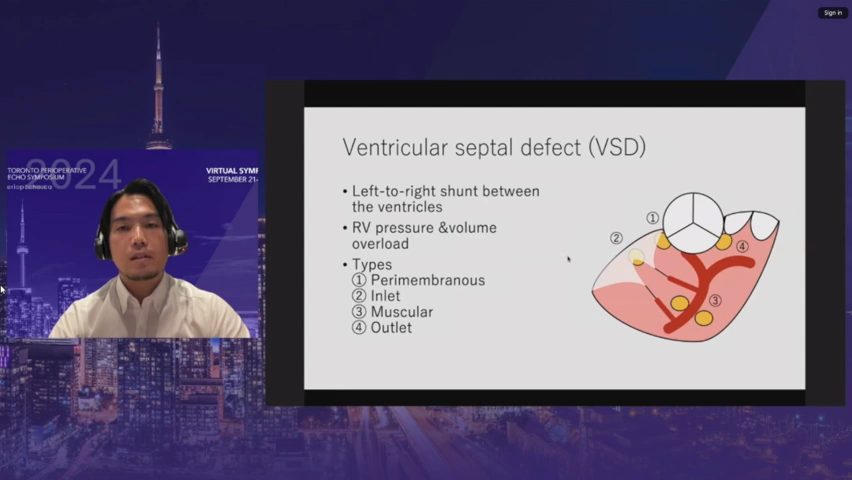 Sign in
2024
TORONTO PERIOPERATIVE
ECHO SYMPOSIUM
VIRTUAL SYMP
SEPTEMBER 21-
Ventricular septal defect (VSD)
• Left-to-right shunt between
the ventricles
• RV pressure &volume
overload
• Types
① Perimembranous
② Inlet
③ Muscular
④ Outlet
①
②
④
③